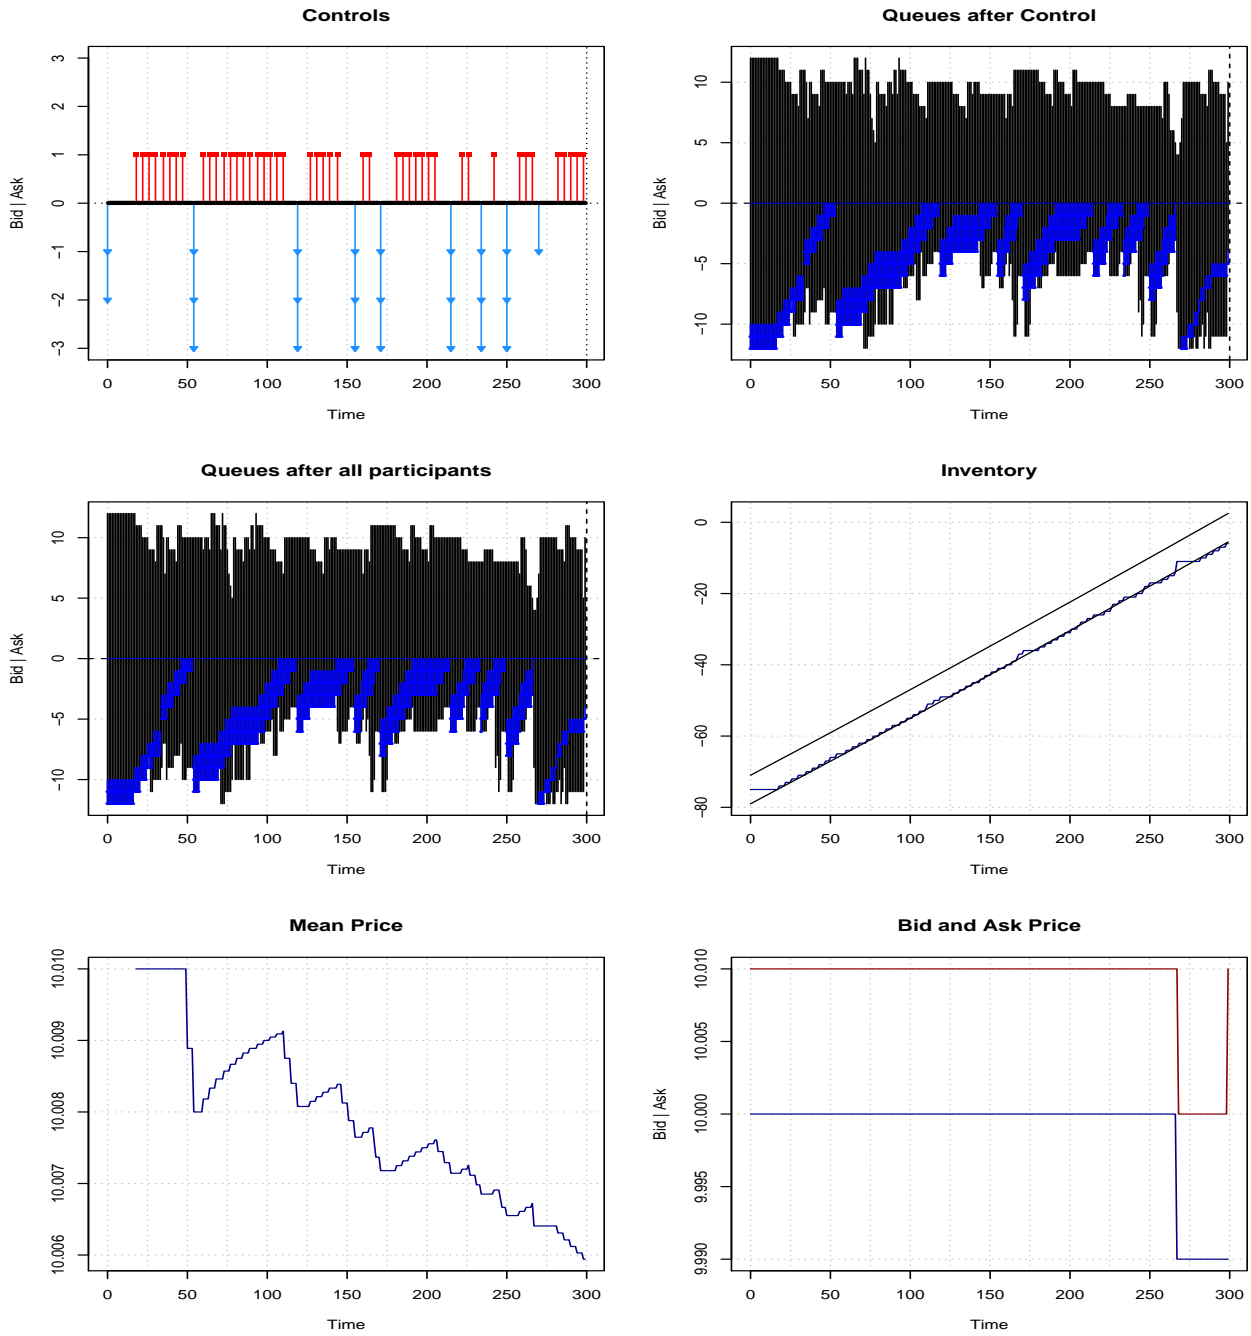 Controls
Bid | Ask
3
2
1
0
−1
−2
−3
0 50 100 150 200 250 300
Time
Queues after Control
Bid | Ask
10
5
0
−5
−10
0 50 100 150 200 250 300
Time
Queues after all participants
Bid | Ask
10
5
0
−5
−10
0 50 100 150 200 250 300
Time
Inventory
0
−20
−40
−60
−80
0 50 100 150 200 250 300
Time
Mean Price
10.010
10.009
10.008
10.007
10.006
0 50 100 150 200 250 300
Time
Bid and Ask Price
Bid | Ask
10.010
10.005
10.000
9.995
9.990
0 50 100 150 200 250 300
Time